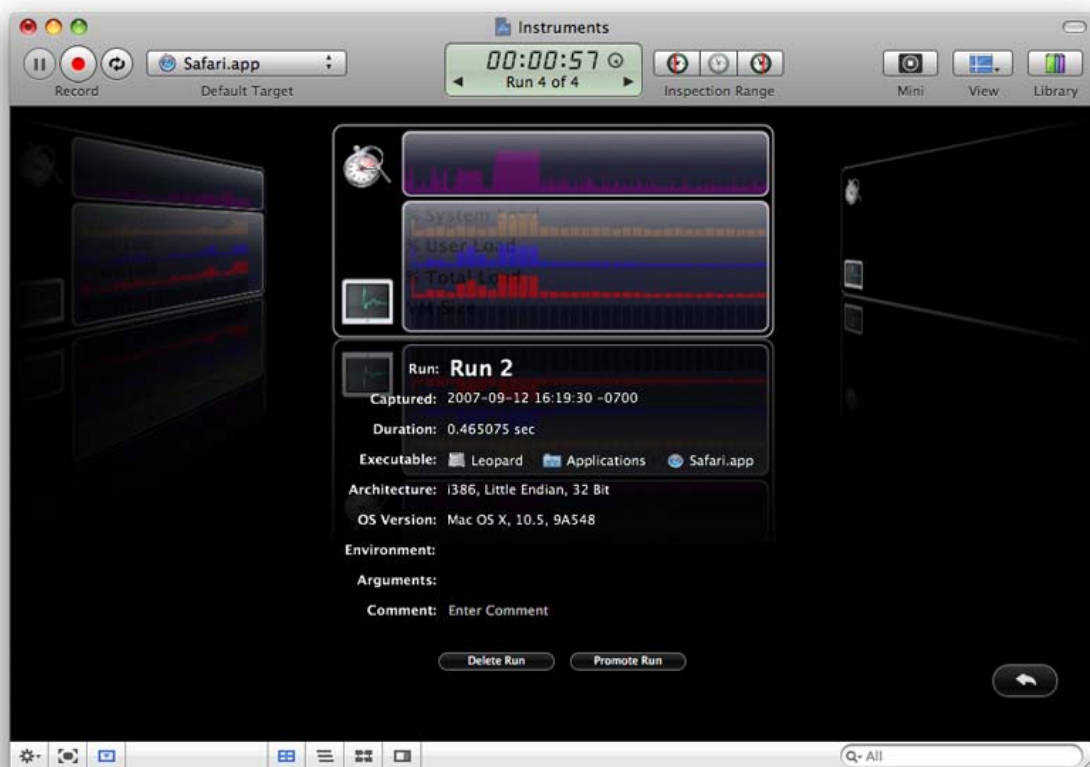 Instruments
Safari.app
00:00:57
Run 4 of 4
Record
Default Target
Inspection Range
Mini
View
Library
% System Load
% User Load
% Total Load
VM Size
Run: Run 2
Captured: 2007-09-12 16:19:30 -0700
Duration: 0.465075 sec
Executable: Leopard Applications Safari.app
Architecture: i386, Little Endian, 32 Bit
OS Version: Mac OS X, 10.5, 9A548
Environment:
Arguments:
Comment: Enter Comment
Delete Run
Promote Run
All